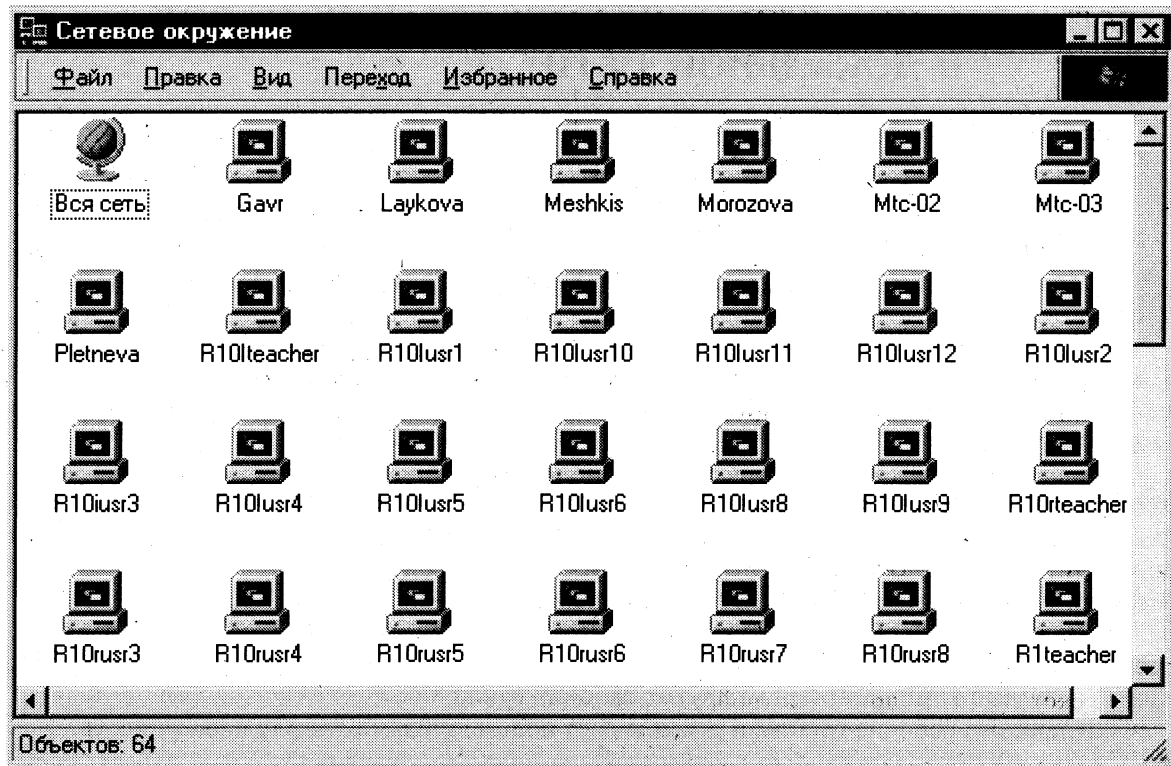 Сетевое окружение
Файл Правка Вид Переход Избранное Справка
Вся сеть Gavr Laykova Meshkis Morozova Mtc-02 Mtc-03
Pletneva R10lteacher R10lusr1 R10lusr10 R10lusr11 R10lusr12 R10lusr2
R10iusr3 R10lusr4 R10lusr5 R10lusr6 R10lusr8 R10lusr9 R10rteacher
R10rusr3 R10rusr4 R10rusr5 R10rusr6 R10rusr7 R10rusr8 R1teacher
Объектов: 64